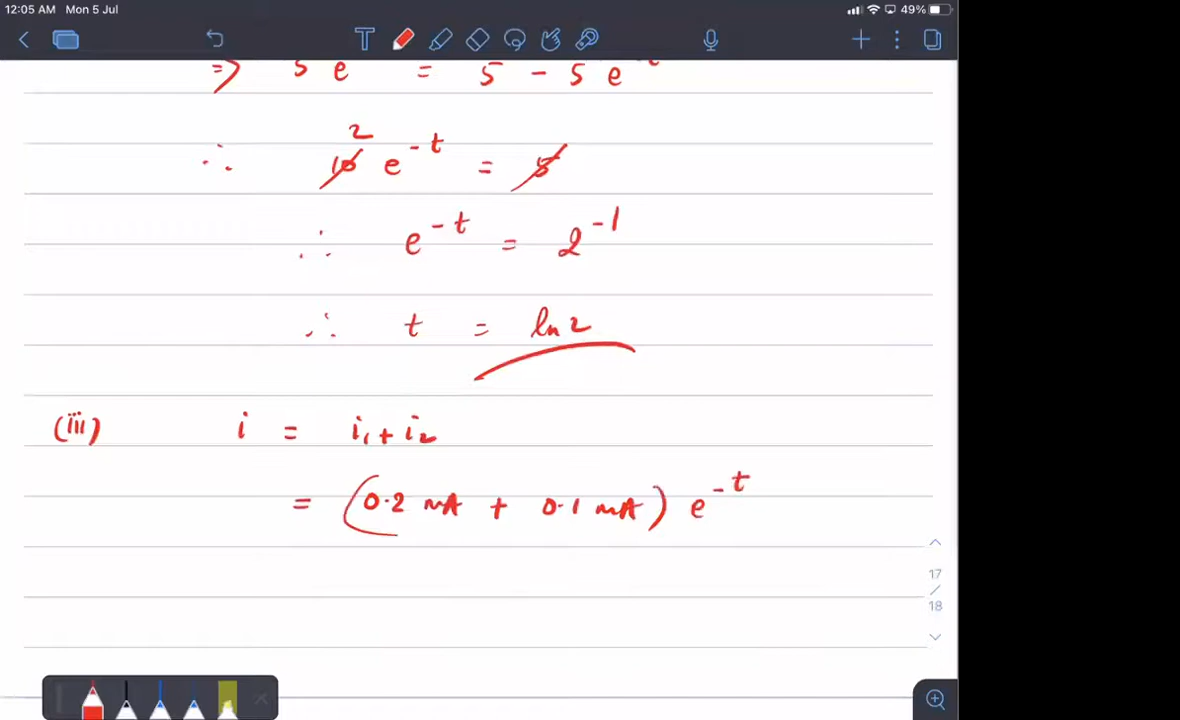 12:05 AM Mon 5 Jul 49%
=> 5 e = 5 - 5 e^-t
∴ 10 2 e^-t = 5
∴ e^-t = 2^-1
∴ t = ln 2
(iii) i = i₁ + i₂
= (0.2 mA + 0.1 mA) e^-t
17
/
18